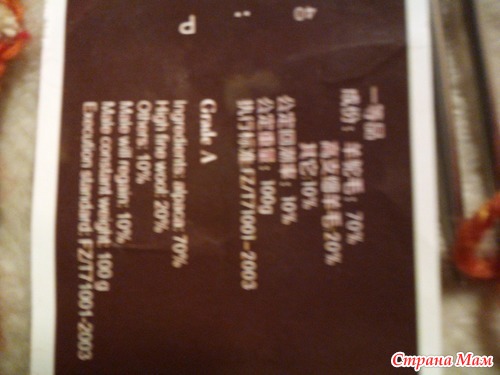 一等品
成份：羊驼毛：70%
高支细羊毛：20%
其它：10%
公定回潮率：10%
公定重量：100g
执行标准：FZ/T71001-2003
Grade A
Ingredients: alpaca: 70%
High fine wool: 20%
Others: 10%
Male will regain: 10%
Male constant weight: 100 g
Execution standard: FZ/T71001-2003
40
P
Страна Мам